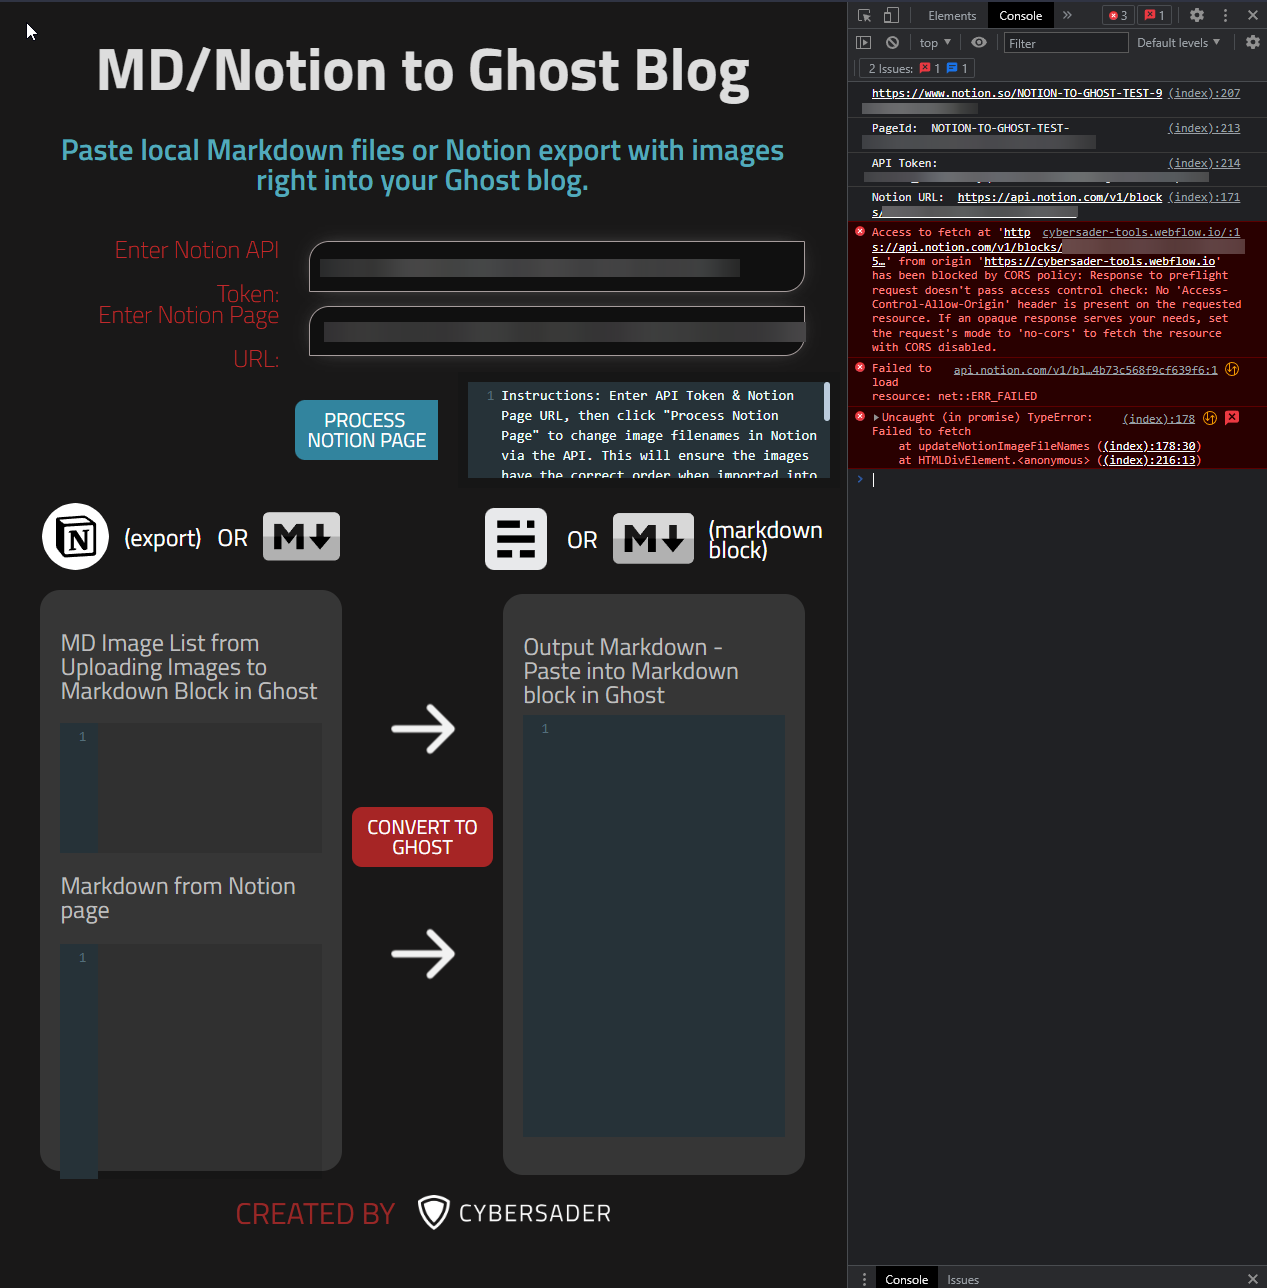 MD/Notion to Ghost Blog
Paste local Markdown files or Notion export with images
right into your Ghost blog.
Enter Notion API
Token:
Enter Notion Page
URL:
PROCESS
NOTION PAGE
1 Instructions: Enter API Token & Notion
Page URL, then click "Process Notion
Page" to change image filenames in Notion
via the API. This will ensure the images
have the correct order when imported into
N (export) OR M
OR M (markdown
block)
MD Image List from
Uploading Images to
Markdown Block in Ghost
1
Markdown from Notion
page
1
CONVERT TO
GHOST
Output Markdown -
Paste into Markdown
block in Ghost
1
CREATED BY CYBERSADER
Elements Console » 3 1
top Filter Default levels
2 Issues: 1 1
https://www.notion.so/NOTION-TO-GHOST-TEST-9 (index):207
PageId: NOTION-TO-GHOST-TEST- (index):213
API Token: (index):214
Notion URL: https://api.notion.com/v1/block (index):171
s/
Access to fetch at 'http cybersader-tools.webflow.io/:1
s://api.notion.com/v1/blocks/
5…' from origin 'https://cybersader-tools.webflow.io'
has been blocked by CORS policy: Response to preflight
request doesn't pass access control check: No 'Access-
Control-Allow-Origin' header is present on the requested
resource. If an opaque response serves your needs, set
the request's mode to 'no-cors' to fetch the resource
with CORS disabled.
Failed to api.notion.com/v1/bl…4b73c568f9cf639f6:1
load
resource: net::ERR_FAILED
Uncaught (in promise) TypeError: (index):178
Failed to fetch
at updateNotionImageFileNames ((index):178:30)
at HTMLDivElement.<anonymous> ((index):216:13)
Console Issues